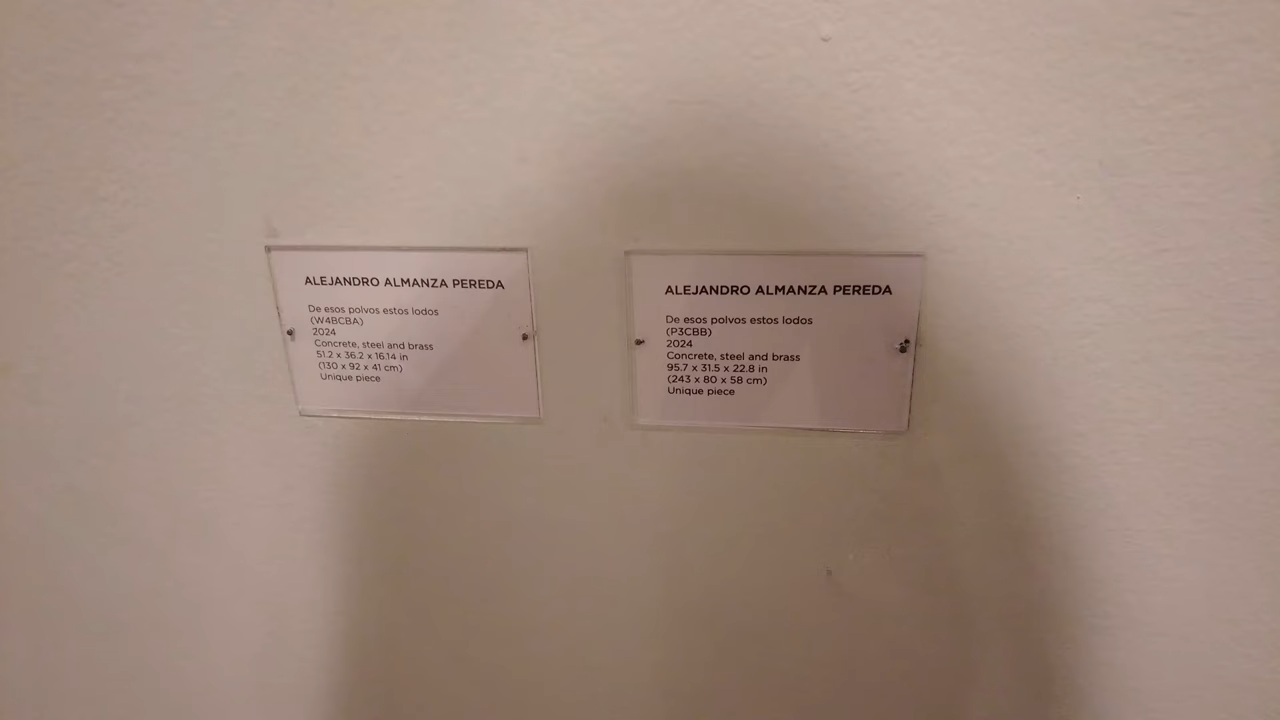 ALEJANDRO ALMANZA PEREDA
De esos polvos estos lodos
(W4BCBA)
2024
Concrete, steel and brass
51.2 x 36.2 x 16.14 in
(130 x 92 x 41 cm)
Unique piece
ALEJANDRO ALMANZA PEREDA
De esos polvos estos lodos
(P3CBB)
2024
Concrete, steel and brass
95.7 x 31.5 x 22.8 in
(243 x 80 x 58 cm)
Unique piece